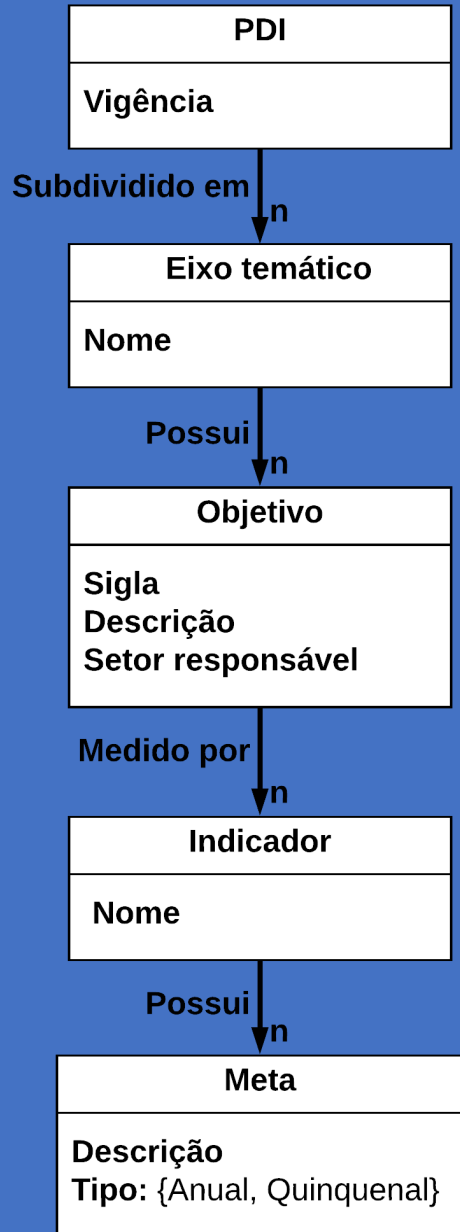 PDI
Vigência
Subdividido em
n
Eixo temático
Nome
Possui
n
Objetivo
Sigla
Descrição
Setor responsável
Medido por
n
Indicador
Nome
Possui
n
Meta
Descrição
Tipo: {Anual, Quinquenal}